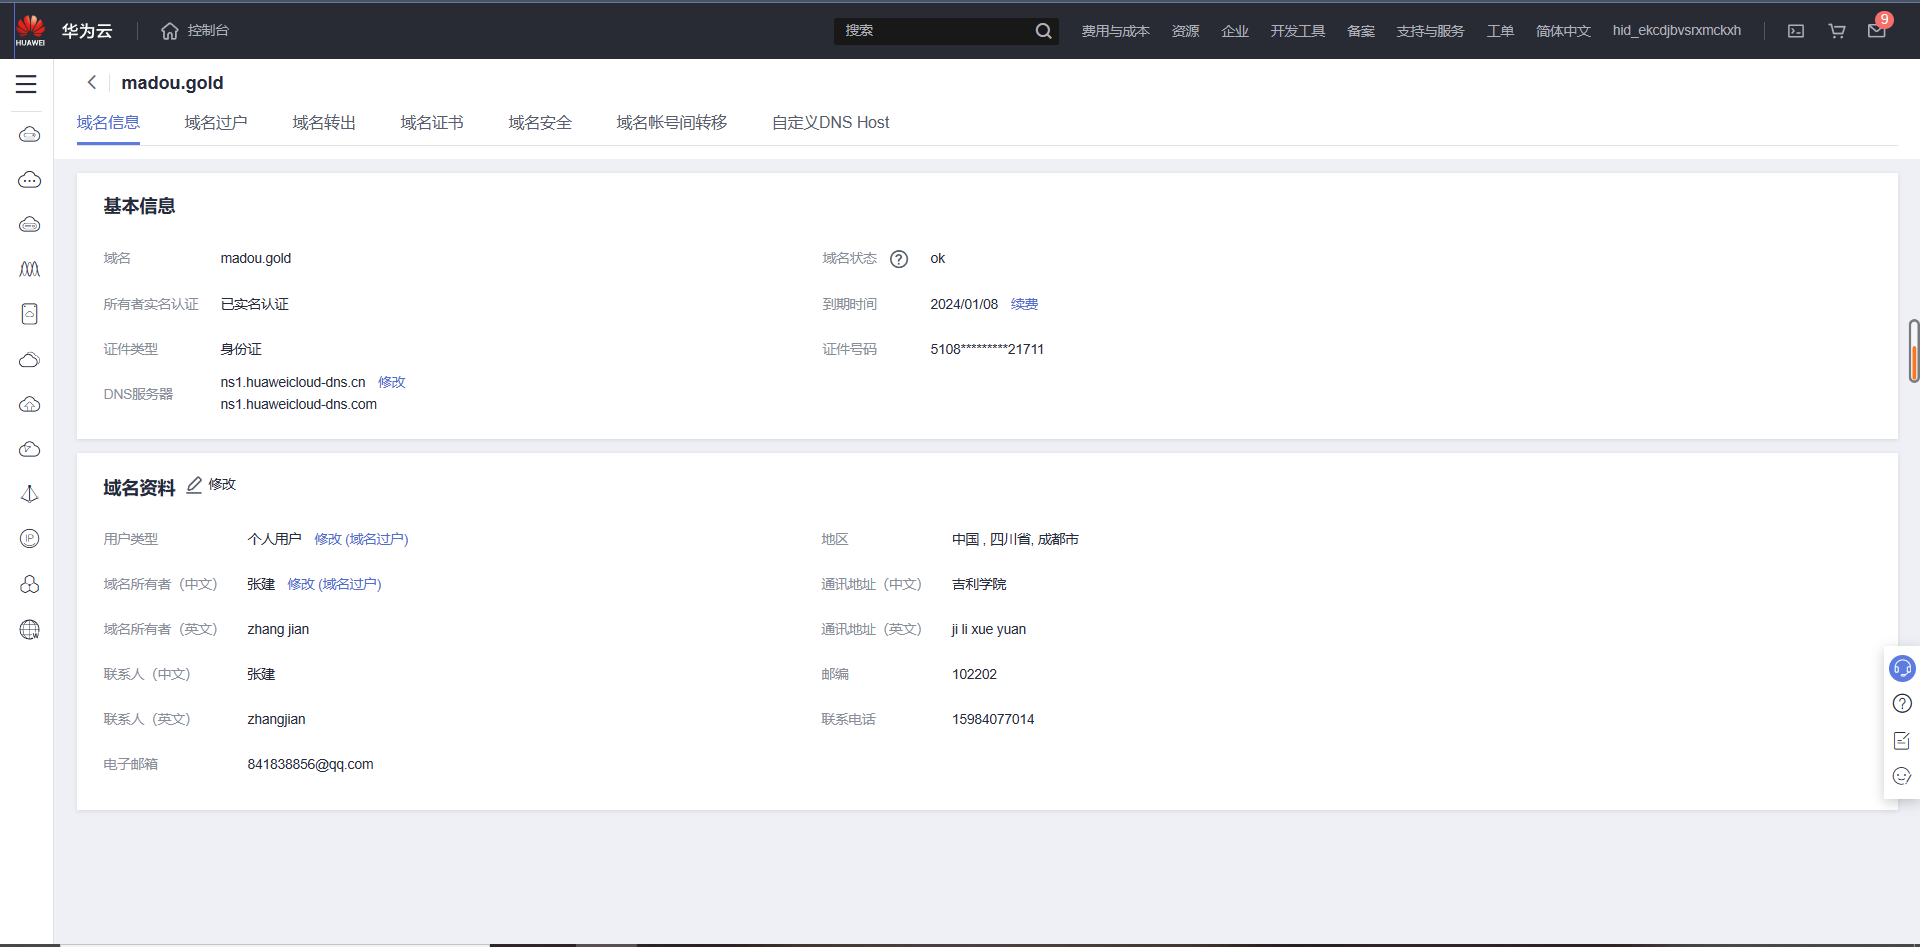 HUAWEI 华为云 控制台 搜索 费用与成本 资源 企业 开发工具 备案 支持与服务 工单 简体中文 hid_ekcdjbvsrxmckxh 9
madou.gold
域名信息 域名过户 域名转出 域名证书 域名安全 域名帐号间转移 自定义DNS Host
基本信息
域名 madou.gold 域名状态 ? ok
所有者实名认证 已实名认证 到期时间 2024/01/08 续费
证件类型 身份证 证件号码 5108*********21711
DNS服务器 ns1.huaweicloud-dns.cn 修改
ns1.huaweicloud-dns.com
域名资料 修改
用户类型 个人用户 修改 (域名过户) 地区 中国 , 四川省, 成都市
域名所有者（中文） 张建 修改 (域名过户) 通讯地址（中文） 吉利学院
域名所有者（英文） zhang jian 通讯地址（英文） ji li xue yuan
联系人（中文） 张建 邮编 102202
联系人（英文） zhangjian 联系电话 15984077014
电子邮箱 841838856@qq.com
IP
W